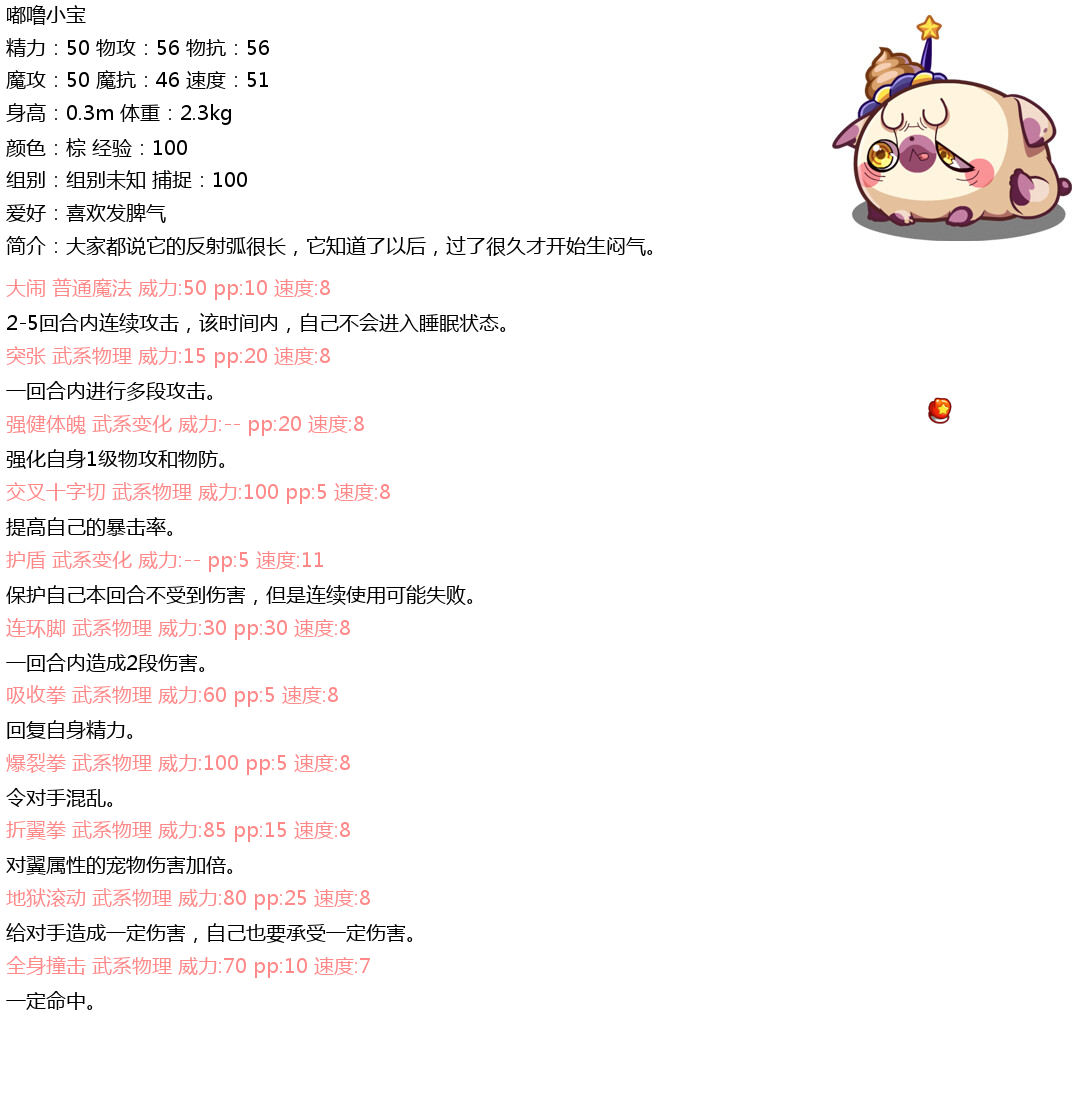 嘟噜小宝
精力：50 物攻：56 物抗：56
魔攻：50 魔抗：46 速度：51
身高：0.3m 体重：2.3kg
颜色：棕 经验：100
组别：组别未知 捕捉：100
爱好：喜欢发脾气
简介：大家都说它的反射弧很长，它知道了以后，过了很久才开始生闷气。
大闹 普通魔法 威力:50 pp:10 速度:8
2-5回合内连续攻击，该时间内，自己不会进入睡眠状态。
突张 武系物理 威力:15 pp:20 速度:8
一回合内进行多段攻击。
强健体魄 武系变化 威力:-- pp:20 速度:8
强化自身1级物攻和物防。
交叉十字切 武系物理 威力:100 pp:5 速度:8
提高自己的暴击率。
护盾 武系变化 威力:-- pp:5 速度:11
保护自己本回合不受到伤害，但是连续使用可能失败。
连环脚 武系物理 威力:30 pp:30 速度:8
一回合内造成2段伤害。
吸收拳 武系物理 威力:60 pp:5 速度:8
回复自身精力。
爆裂拳 武系物理 威力:100 pp:5 速度:8
令对手混乱。
折翼拳 武系物理 威力:85 pp:15 速度:8
对翼属性的宠物伤害加倍。
地狱滚动 武系物理 威力:80 pp:25 速度:8
给对手造成一定伤害，自己也要承受一定伤害。
全身撞击 武系物理 威力:70 pp:10 速度:7
一定命中。